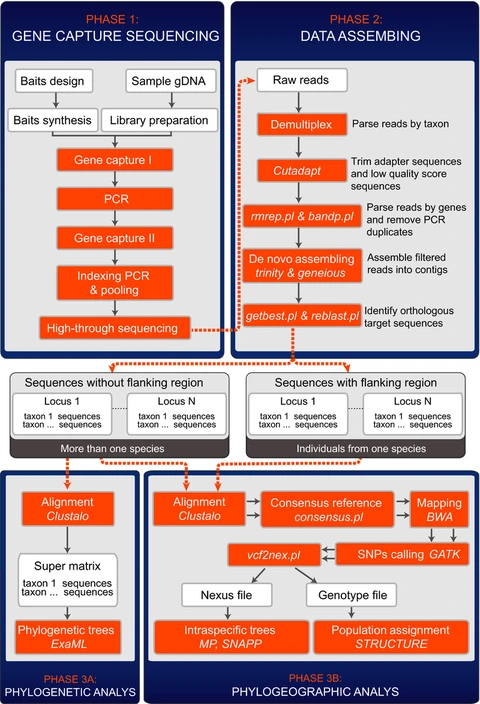 PHASE 1:
GENE CAPTURE SEQUENCING
Baits design
Sample gDNA
Baits synthesis
Library preparation
Gene capture I
PCR
Gene capture II
Indexing PCR
& pooling
High-through sequencing
PHASE 2:
DATA ASSEMBING
Raw reads
Demultiplex
Parse reads by taxon
Cutadapt
Trim adapter sequences
and low quality score
sequences
rmrep.pl & bandp.pl
Parse reads by genes
and remove PCR
duplicates
De novo assembling
trinity & geneious
Assemble filtered
reads into contigs
getbest.pl & reblast.pl
Identify orthologous
target sequences
Sequences without flanking region
Locus 1
taxon 1 sequences
taxon ... sequences
Locus N
taxon 1 sequences
taxon ... sequences
More than one species
Sequences with flanking region
Locus 1
taxon 1 sequences
taxon ... sequences
Locus N
taxon 1 sequences
taxon ... sequences
Individuals from one species
Alignment
Clustalo
Super matrix
taxon 1 sequences
taxon ... sequences
Phylogenetic trees
ExaML
PHASE 3A:
PHYLOGENETIC ANALYS
Alignment
Clustalo
Consensus reference
consensus.pl
Mapping
BWA
SNPs calling GATK
vcf2nex.pl
Nexus file
Genotype file
Intraspecific trees
MP, SNAPP
Population assignment
STRUCTURE
PHASE 3B:
PHYLOGEOGRAPHIC ANALYS